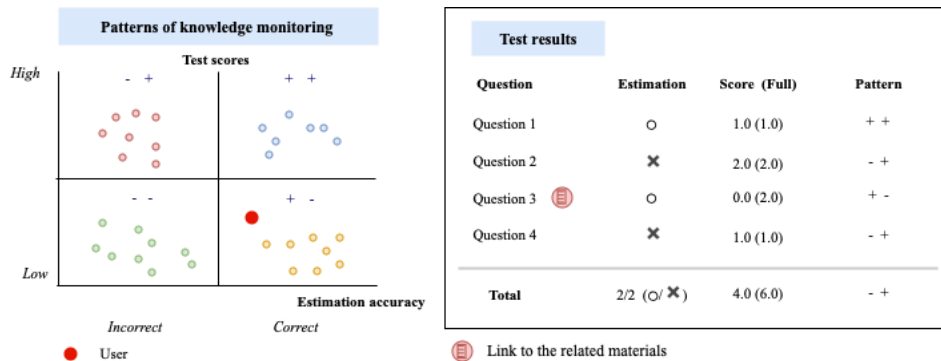 Patterns of knowledge monitoring
Test scores
High
- +
+ +
- -
+ -
Low
Estimation accuracy
Incorrect
Correct
User
Test results
Question Estimation Score (Full) Pattern
Question 1 ○ 1.0 (1.0) + +
Question 2 ✖ 2.0 (2.0) - +
Question 3 ○ 0.0 (2.0) + -
Question 4 ✖ 1.0 (1.0) - +
Total 2/2 (○/✖) 4.0 (6.0) - +
Link to the related materials